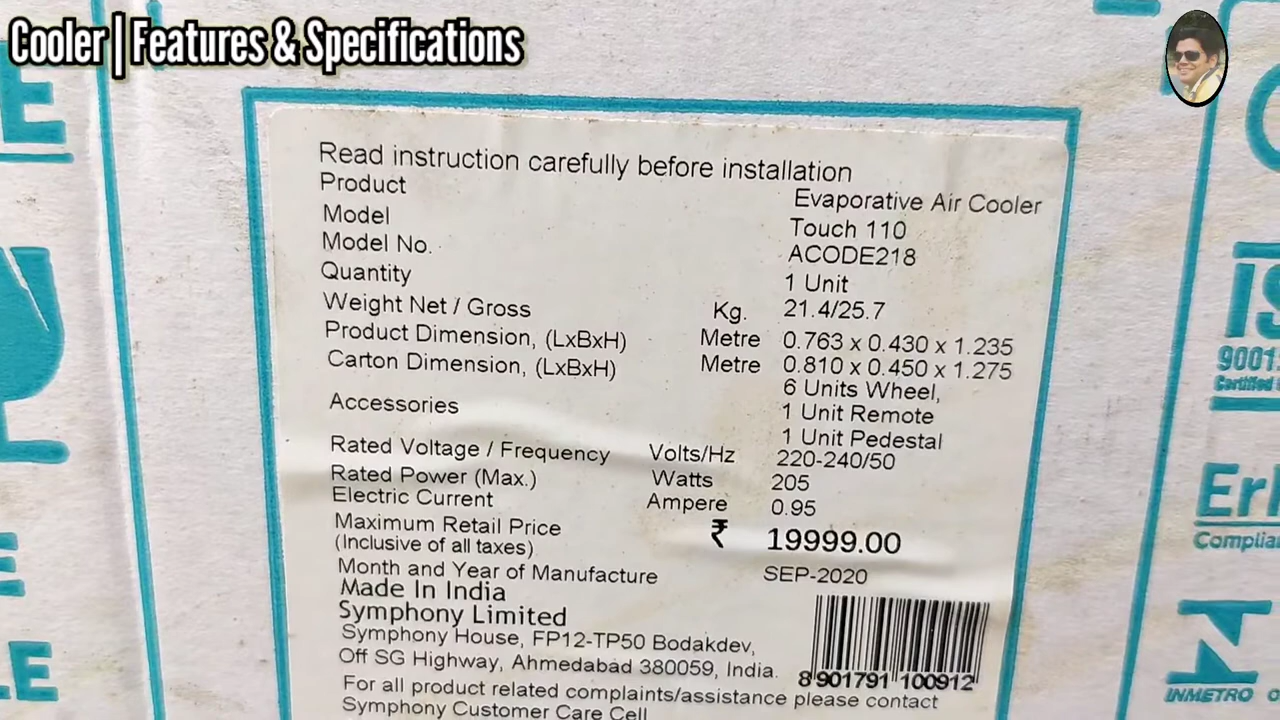 Cooler | Features & Specifications
Read instruction carefully before installation
Product Evaporative Air Cooler
Model Touch 110
Model No. ACODE218
Quantity 1 Unit
Weight Net / Gross Kg. 21.4/25.7
Product Dimension, (LxBxH) Metre 0.763 x 0.430 x 1.235
Carton Dimension, (LxBxH) Metre 0.810 x 0.450 x 1.275
Accessories 6 Units Wheel,
1 Unit Remote
1 Unit Pedestal
Rated Voltage / Frequency Volts/Hz 220-240/50
Rated Power (Max.) Watts 205
Electric Current Ampere 0.95
Maximum Retail Price ₹ 19999.00
(Inclusive of all taxes)
Month and Year of Manufacture SEP-2020
Made In India
Symphony Limited
Symphony House, FP12-TP50 Bodakdev,
Off SG Highway, Ahmedabad 380059, India.
8 901791 100912
For all product related complaints/assistance please contact
Symphony Customer Care Cell
9001
Certified
INMETRO